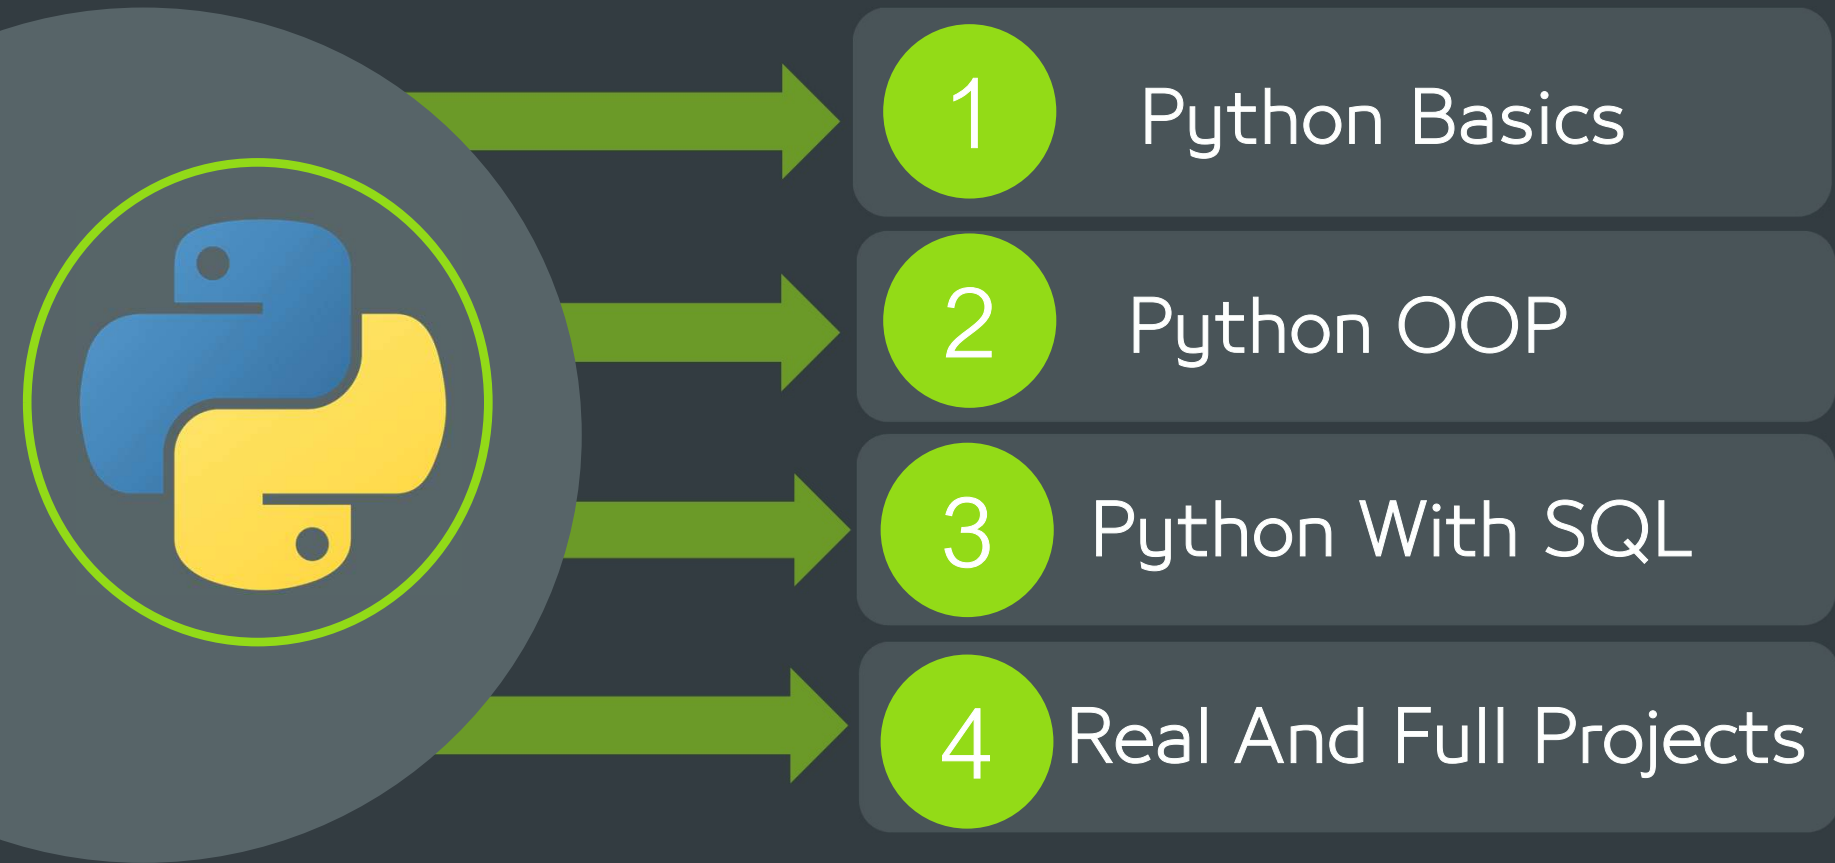 1
Python Basics
2
Python OOP
3
Python With SQL
4
Real And Full Projects